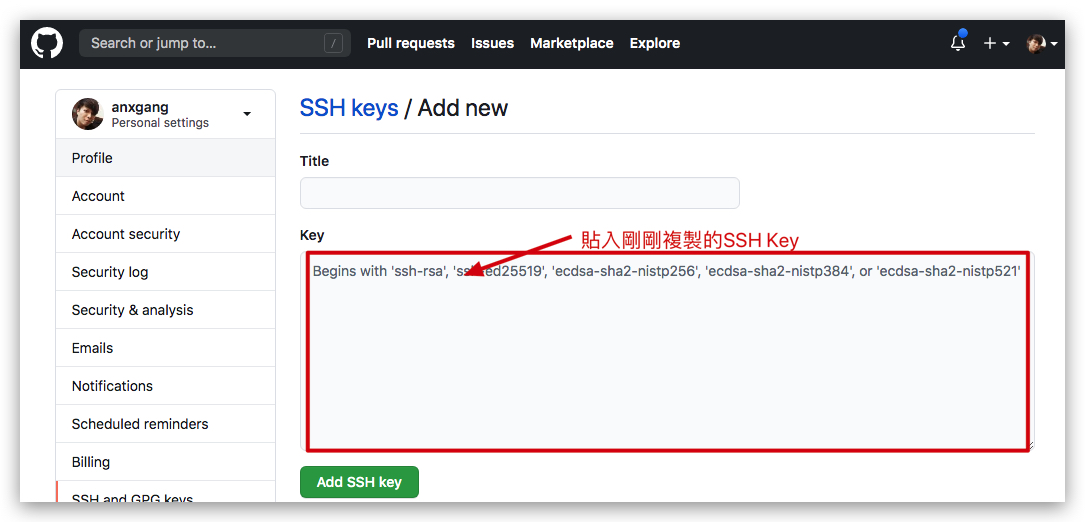 Search or jump to... /
Pull requests Issues Marketplace Explore
anxgang
Personal settings
Profile
Account
Account security
Security log
Security & analysis
Emails
Notifications
Scheduled reminders
Billing
SSH and GPG keys
SSH keys / Add new
Title
Key
貼入剛剛複製的SSH Key
Begins with 'ssh-rsa', 'ssh-ed25519', 'ecdsa-sha2-nistp256', 'ecdsa-sha2-nistp384', or 'ecdsa-sha2-nistp521'
Add SSH key